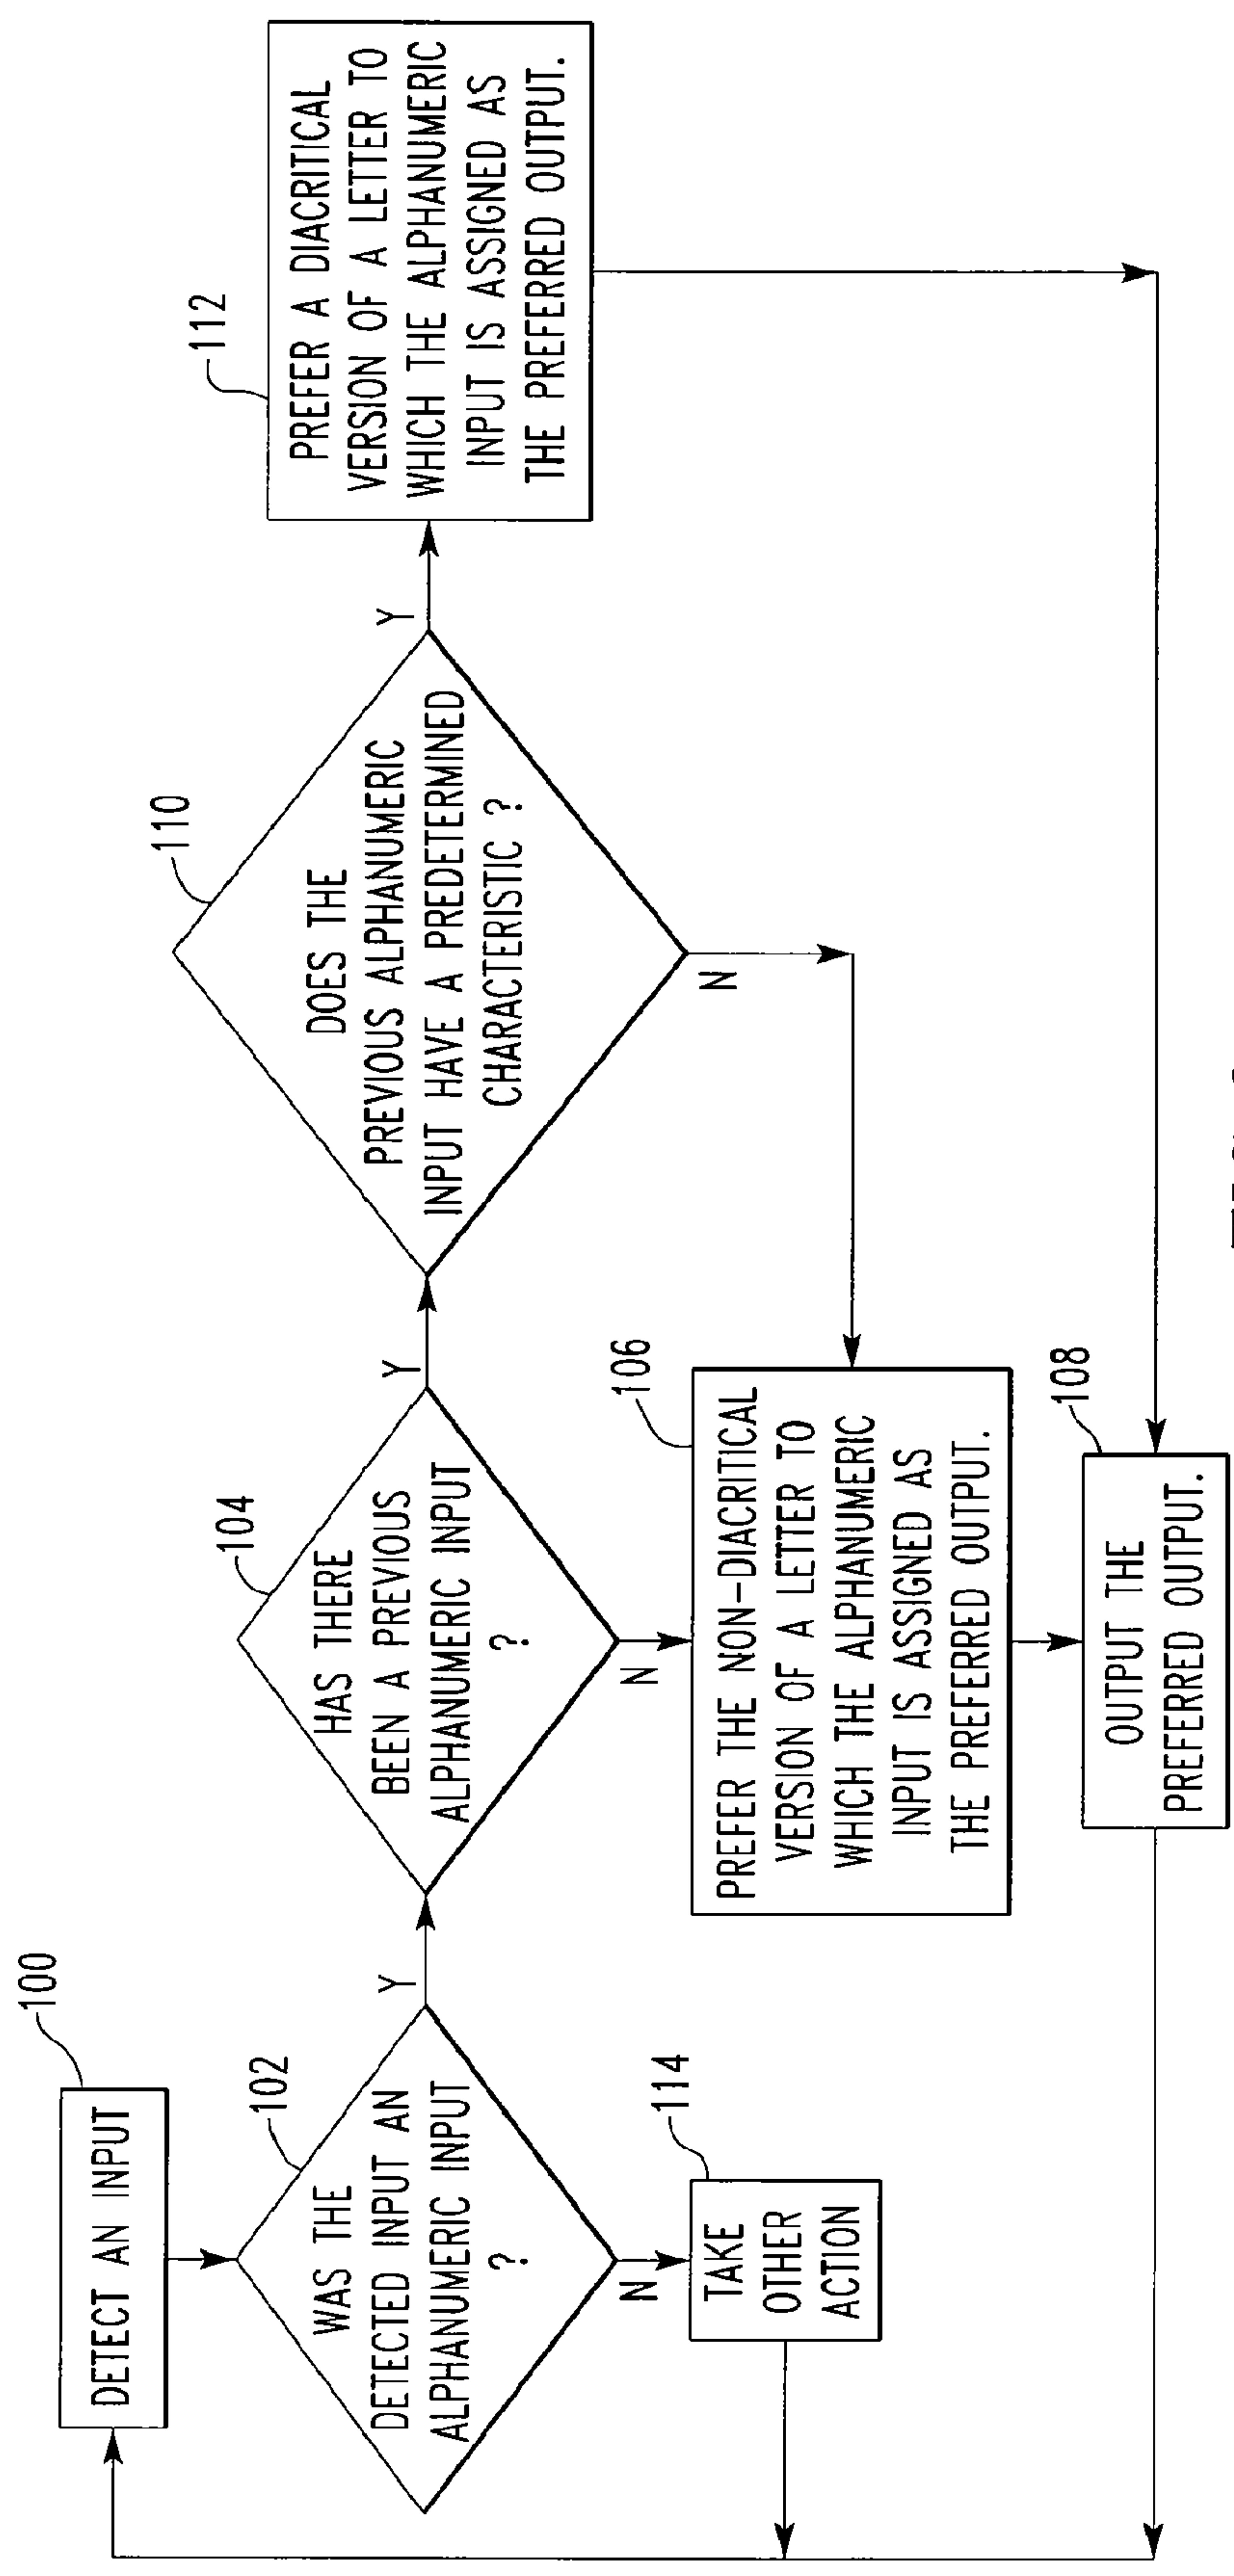 100
DETECT AN INPUT
102
WAS THE
DETECTED INPUT AN
ALPHANUMERIC INPUT
?
Y
N
114
TAKE
OTHER
ACTION
104
HAS THERE
BEEN A PREVIOUS
ALPHANUMERIC INPUT
?
Y
N
106
PREFER THE NON-DIACRITICAL
VERSION OF A LETTER TO
WHICH THE ALPHANUMERIC
INPUT IS ASSIGNED AS
THE PREFERRED OUTPUT.
108
OUTPUT THE
PREFERRED OUTPUT.
110
DOES THE
PREVIOUS ALPHANUMERIC
INPUT HAVE A PREDETERMINED
CHARACTERISTIC ?
Y
N
112
PREFER A DIACRITICAL
VERSION OF A LETTER TO
WHICH THE ALPHANUMERIC
INPUT IS ASSIGNED AS
THE PREFERRED OUTPUT.